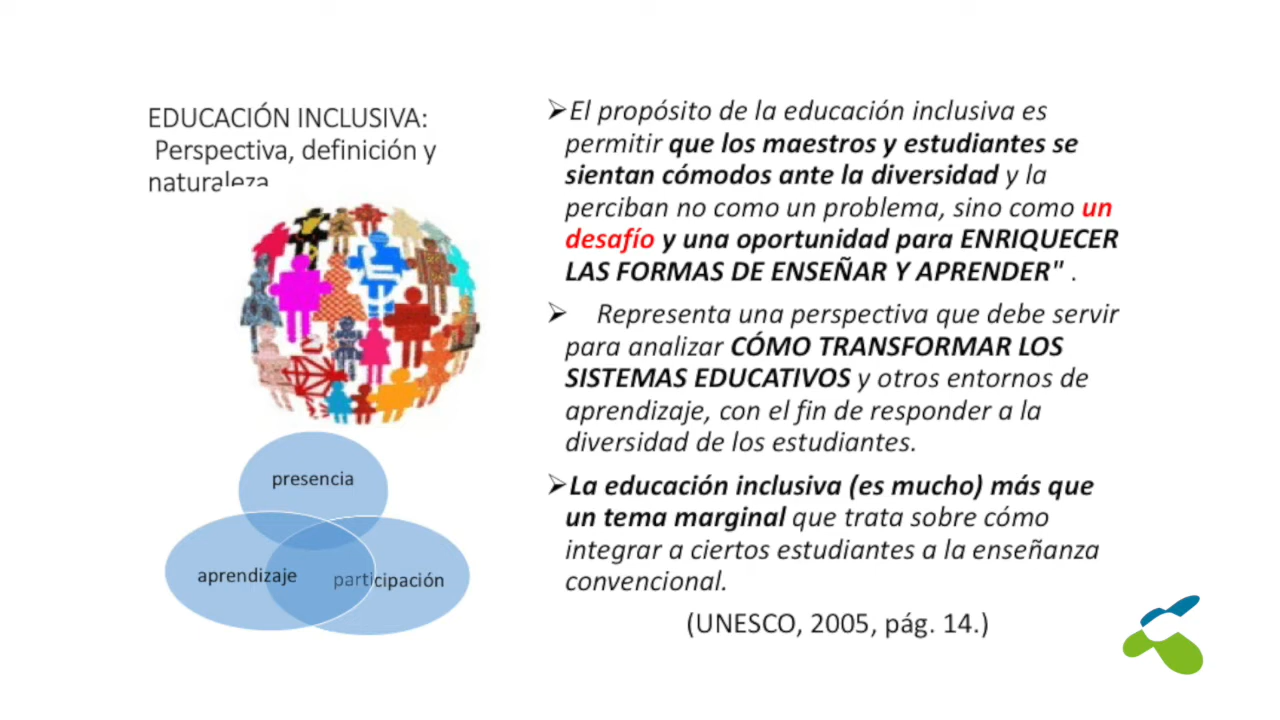 EDUCACIÓN INCLUSIVA:
Perspectiva, definición y
naturaleza
➢El propósito de la educación inclusiva es
permitir que los maestros y estudiantes se
sientan cómodos ante la diversidad y la
perciban no como un problema, sino como un
desafío y una oportunidad para ENRIQUECER
LAS FORMAS DE ENSEÑAR Y APRENDER" .
➢ Representa una perspectiva que debe servir
para analizar CÓMO TRANSFORMAR LOS
SISTEMAS EDUCATIVOS y otros entornos de
aprendizaje, con el fin de responder a la
diversidad de los estudiantes.
➢La educación inclusiva (es mucho) más que
un tema marginal que trata sobre cómo
integrar a ciertos estudiantes a la enseñanza
convencional.
(UNESCO, 2005, pág. 14.)
presencia
aprendizaje
participación